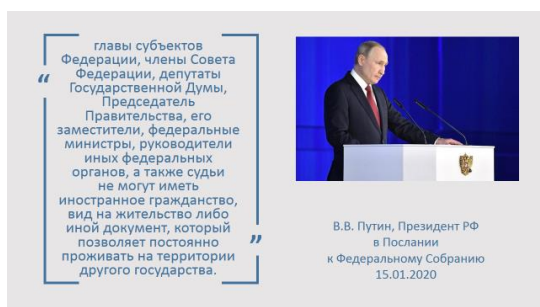 главы субъектов
Федерации, члены Совета
Федерации, депутаты
Государственной Думы,
Председатель
Правительства, его
заместители, федеральные
министры, руководители
иных федеральных
органов, а также судьи
не могут иметь
иностранное гражданство,
вид на жительство либо
иной документ, который
позволяет постоянно
проживать на территории
другого государства.
В.В. Путин, Президент РФ
в Послании
к Федеральному Собранию
15.01.2020